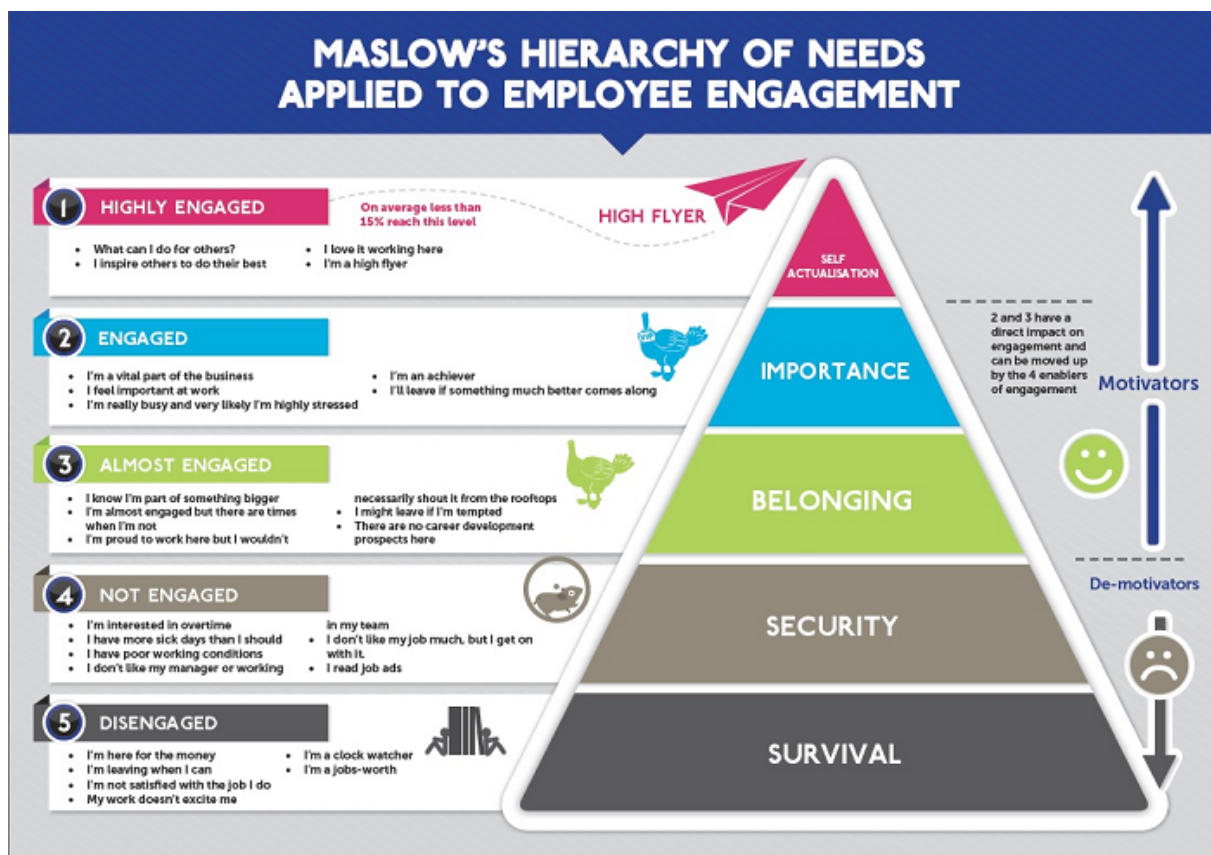 MASLOW'S HIERARCHY OF NEEDS
APPLIED TO EMPLOYEE ENGAGEMENT
1 HIGHLY ENGAGED
On average less than
15% reach this level
HIGH FLYER
• What can I do for others?
• I inspire others to do their best
• I love it working here
• I'm a high flyer
SELF
ACTUALISATION
2 ENGAGED
• I'm a vital part of the business
• I feel important at work
• I'm really busy and very likely I'm highly stressed
• I'm an achiever
• I'll leave if something much better comes along
IMPORTANCE
2 and 3 have a
direct impact on
engagement and
can be moved up
by the 4 enablers
of engagement
Motivators
3 ALMOST ENGAGED
• I know I'm part of something bigger
• I'm almost engaged but there are times
when I'm not
• I'm proud to work here but I wouldn't
necessarily shout it from the rooftops
• I might leave if I'm tempted
• There are no career development
prospects here
BELONGING
De-motivators
4 NOT ENGAGED
• I'm interested in overtime
• I have more sick days than I should
• I have poor working conditions
• I don't like my manager or working
in my team
• I don't like my job much, but I get on
with it.
• I read job ads
SECURITY
5 DISENGAGED
• I'm here for the money
• I'm leaving when I can
• I'm not satisfied with the job I do
• My work doesn't excite me
• I'm a clock watcher
• I'm a jobs-worth
SURVIVAL